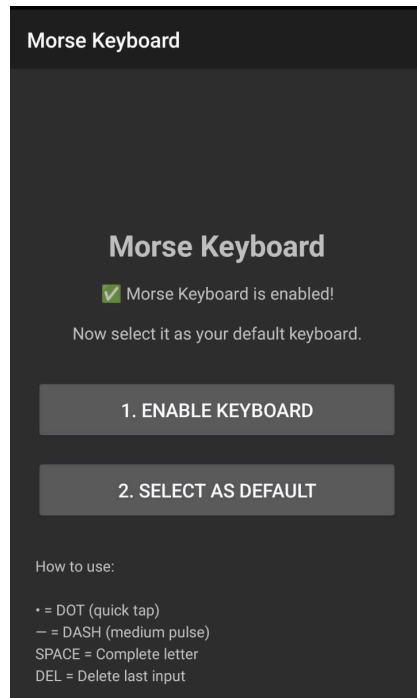 Morse Keyboard
Morse Keyboard
✅ Morse Keyboard is enabled!
Now select it as your default keyboard.
1. ENABLE KEYBOARD
2. SELECT AS DEFAULT
How to use:
• = DOT (quick tap)
— = DASH (medium pulse)
SPACE = Complete letter
DEL = Delete last input